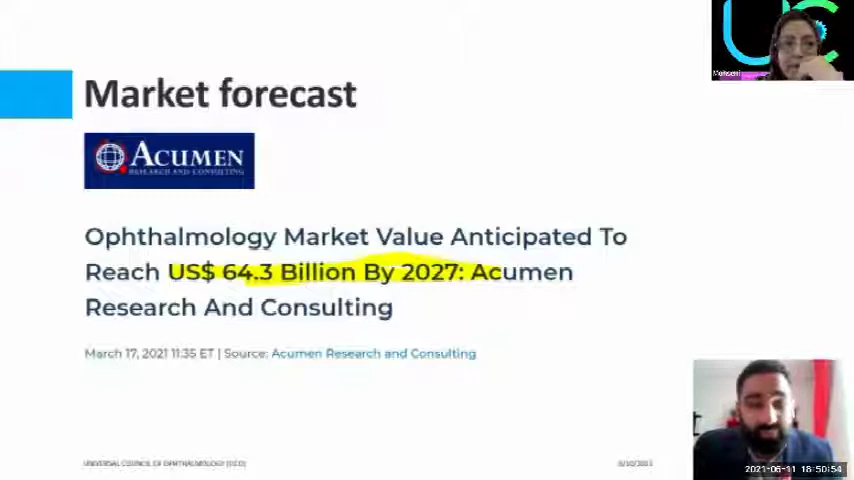 Market forecast
ACUMEN
RESEARCH AND CONSULTING
Ophthalmology Market Value Anticipated To
Reach US$ 64.3 Billion By 2027: Acumen
Research And Consulting
March 17, 2021 11:35 ET | Source: Acumen Research and Consulting
UNIVERSAL COUNCIL OF OPHTHALMOLOGY (UCO)
2021-06-11 18:50:54